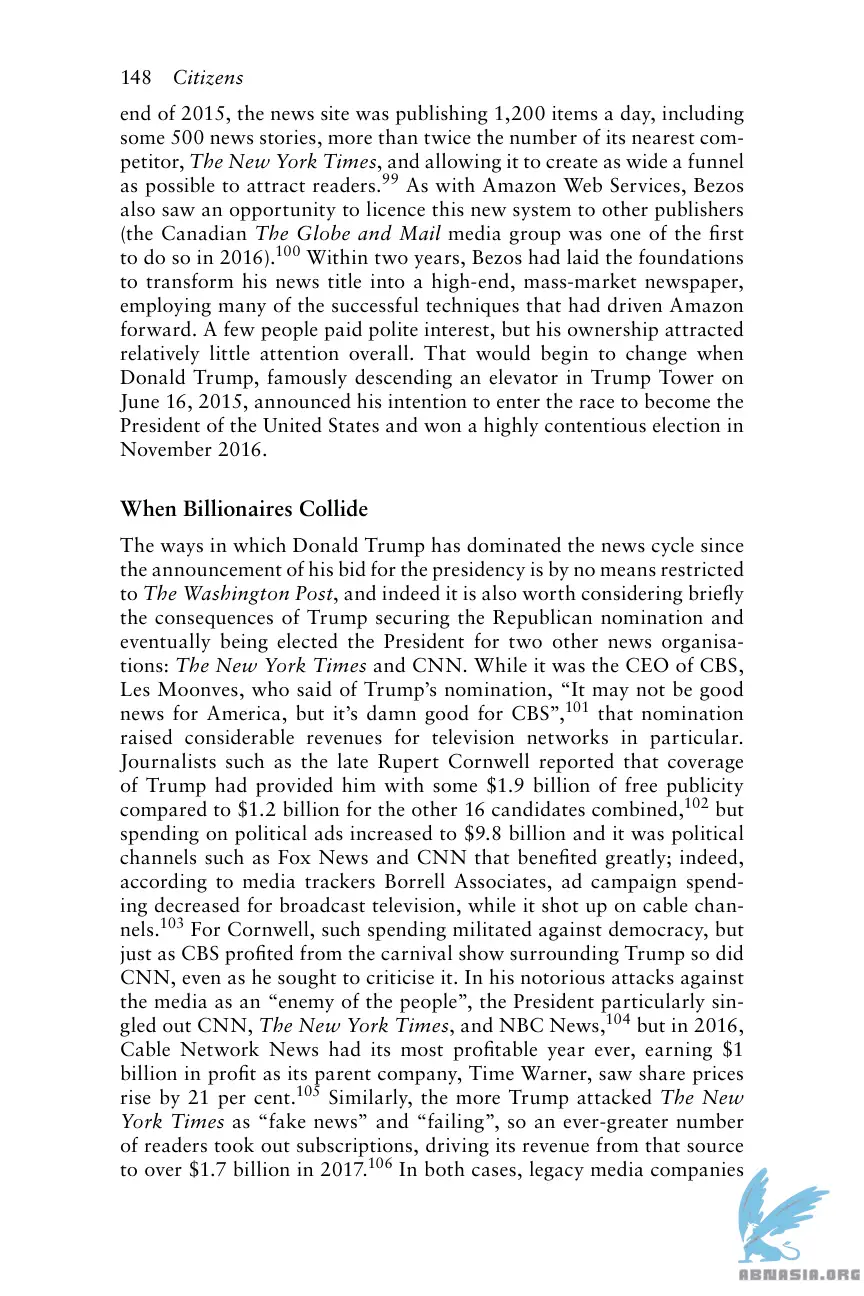 148 Citizens
end of 2015, the news site was publishing 1,200 items a day, including
some 500 news stories, more than twice the number of its nearest com-
petitor, The New York Times, and allowing it to create as wide a funnel
as possible to attract readers.99 As with Amazon Web Services, Bezos
also saw an opportunity to licence this new system to other publishers
(the Canadian The Globe and Mail media group was one of the first
to do so in 2016).100 Within two years, Bezos had laid the foundations
to transform his news title into a high-end, mass-market newspaper,
employing many of the successful techniques that had driven Amazon
forward. A few people paid polite interest, but his ownership attracted
relatively little attention overall. That would begin to change when
Donald Trump, famously descending an elevator in Trump Tower on
June 16, 2015, announced his intention to enter the race to become the
President of the United States and won a highly contentious election in
November 2016.
When Billionaires Collide
The ways in which Donald Trump has dominated the news cycle since
the announcement of his bid for the presidency is by no means restricted
to The Washington Post, and indeed it is also worth considering briefly
the consequences of Trump securing the Republican nomination and
eventually being elected the President for two other news organisa-
tions: The New York Times and CNN. While it was the CEO of CBS,
Les Moonves, who said of Trump’s nomination, “It may not be good
news for America, but it’s damn good for CBS”,101 that nomination
raised considerable revenues for television networks in particular.
Journalists such as the late Rupert Cornwell reported that coverage
of Trump had provided him with some $1.9 billion of free publicity
compared to $1.2 billion for the other 16 candidates combined,102 but
spending on political ads increased to $9.8 billion and it was political
channels such as Fox News and CNN that benefited greatly; indeed,
according to media trackers Borrell Associates, ad campaign spend-
ing decreased for broadcast television, while it shot up on cable chan-
nels.103 For Cornwell, such spending militated against democracy, but
just as CBS profited from the carnival show surrounding Trump so did
CNN, even as he sought to criticise it. In his notorious attacks against
the media as an “enemy of the people”, the President particularly sin-
gled out CNN, The New York Times, and NBC News,104 but in 2016,
Cable Network News had its most profitable year ever, earning $1
billion in profit as its parent company, Time Warner, saw share prices
rise by 21 per cent.105 Similarly, the more Trump attacked The New
York Times as “fake news” and “failing”, so an ever-greater number
of readers took out subscriptions, driving its revenue from that source
to over $1.7 billion in 2017.106 In both cases, legacy media companies
ABNASIA.ORG